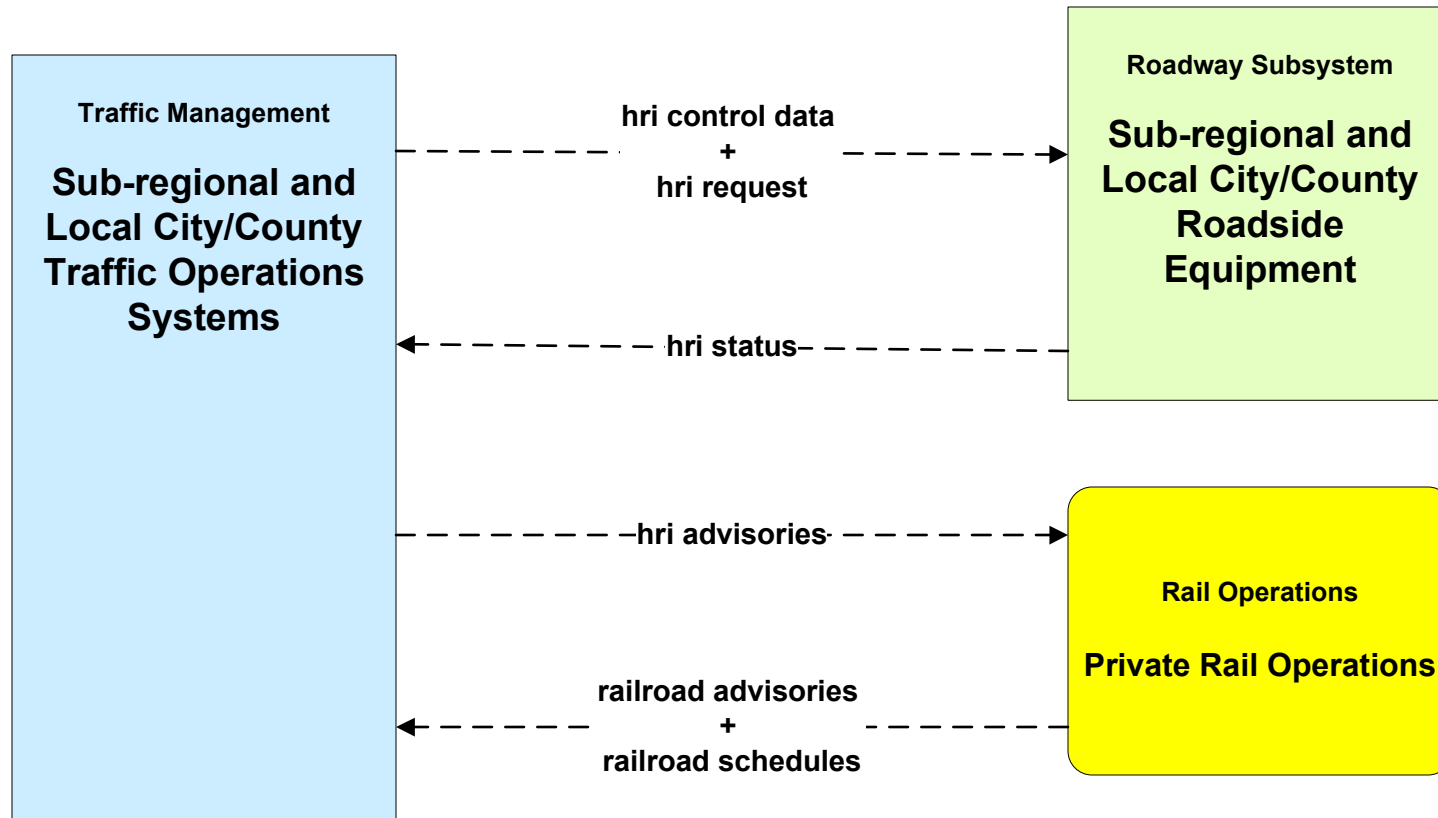 Traffic Management
Sub-regional and
Local City/County
Traffic Operations
Systems
hri control data
+
hri request
hri status
hri advisories
railroad advisories
+
railroad schedules
Roadway Subsystem
Sub-regional and
Local City/County
Roadside
Equipment
Rail Operations
Private Rail Operations